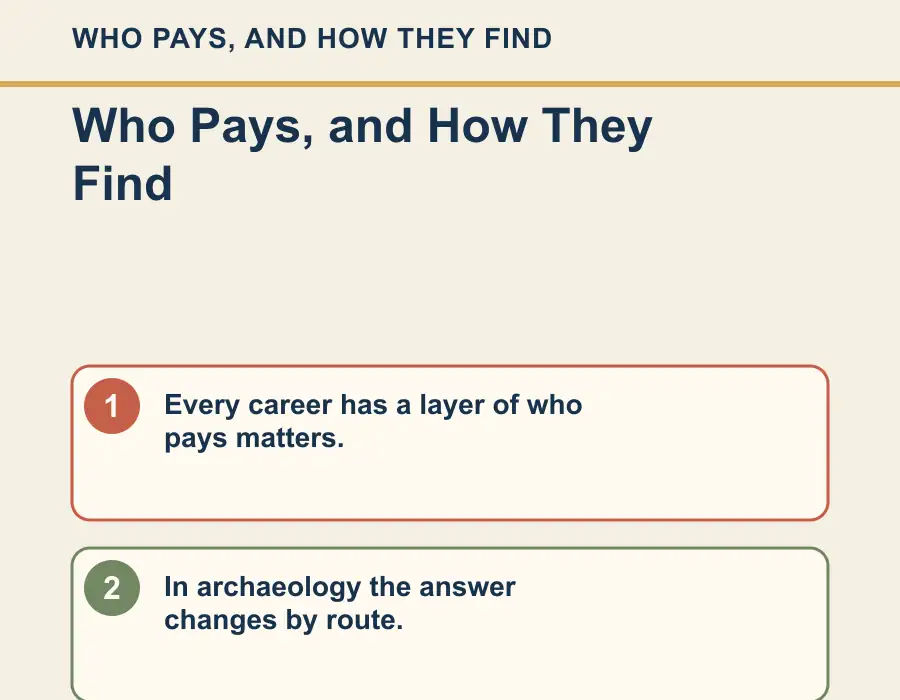 WHO PAYS, AND HOW THEY FIND
Who Pays, and How They
Find
1
Every career has a layer of who
pays matters.
2
In archaeology the answer
changes by route.